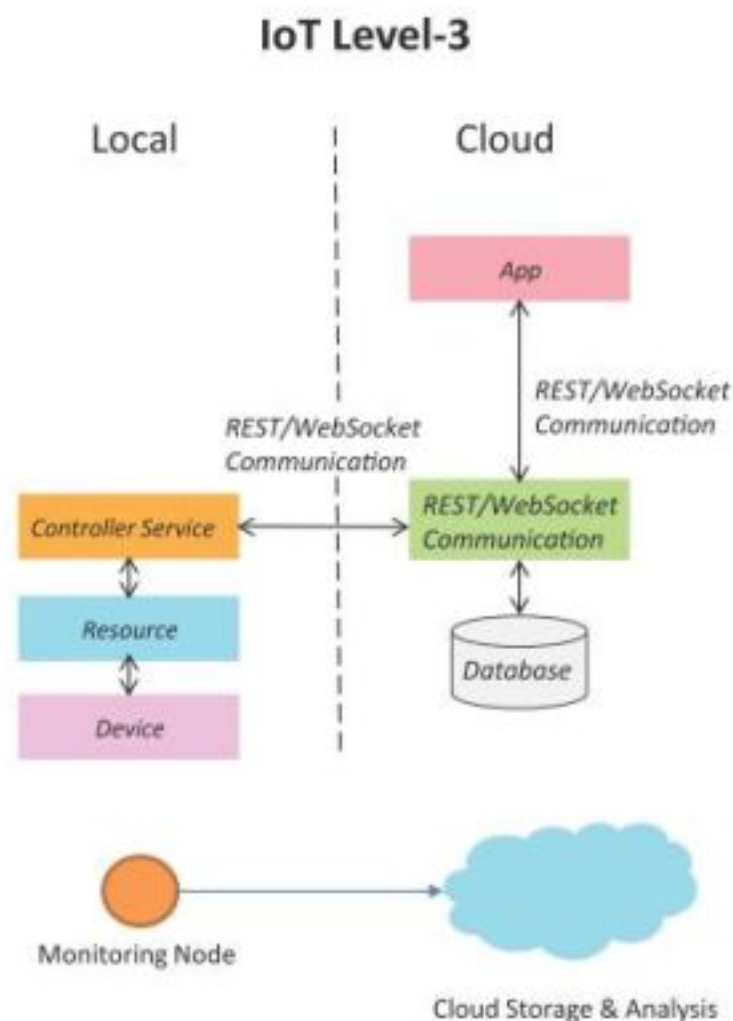 IoT Level-3
Local
Cloud
App
REST/WebSocket
Communication
REST/WebSocket
Communication
Controller Service
REST/WebSocket
Communication
Resource
Database
Device
Monitoring Node
Cloud Storage & Analysis